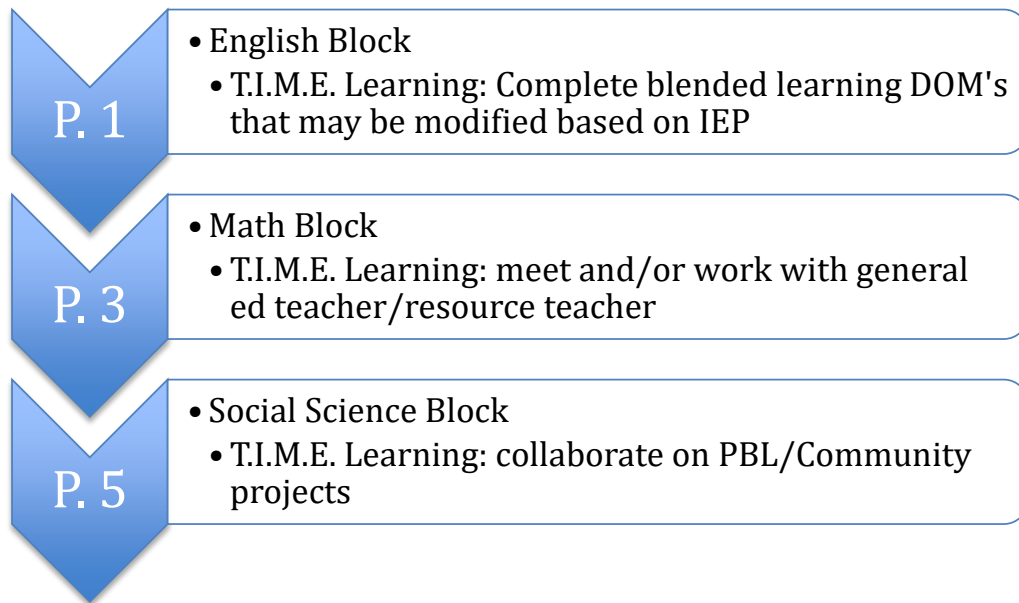 P. 1
• English Block
• T.I.M.E. Learning: Complete blended learning DOM's
that may be modified based on IEP
P. 3
• Math Block
• T.I.M.E. Learning: meet and/or work with general
ed teacher/resource teacher
P. 5
• Social Science Block
• T.I.M.E. Learning: collaborate on PBL/Community
projects